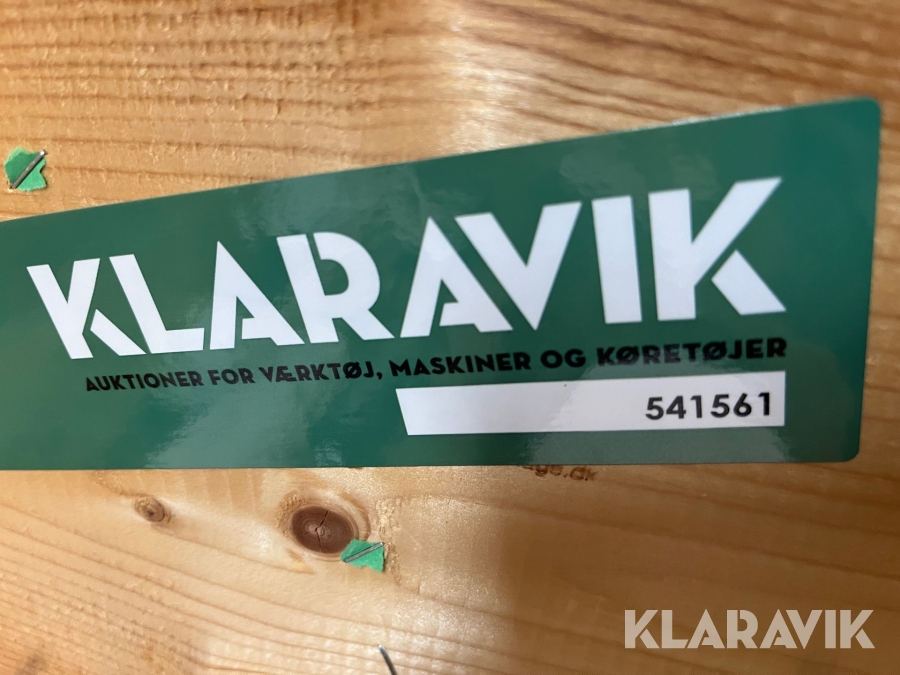 KLARAVIK
AUKTIONER FOR VÆRKTØJ, MASKINER OG KØRETØJER
541561
KLARAVIK